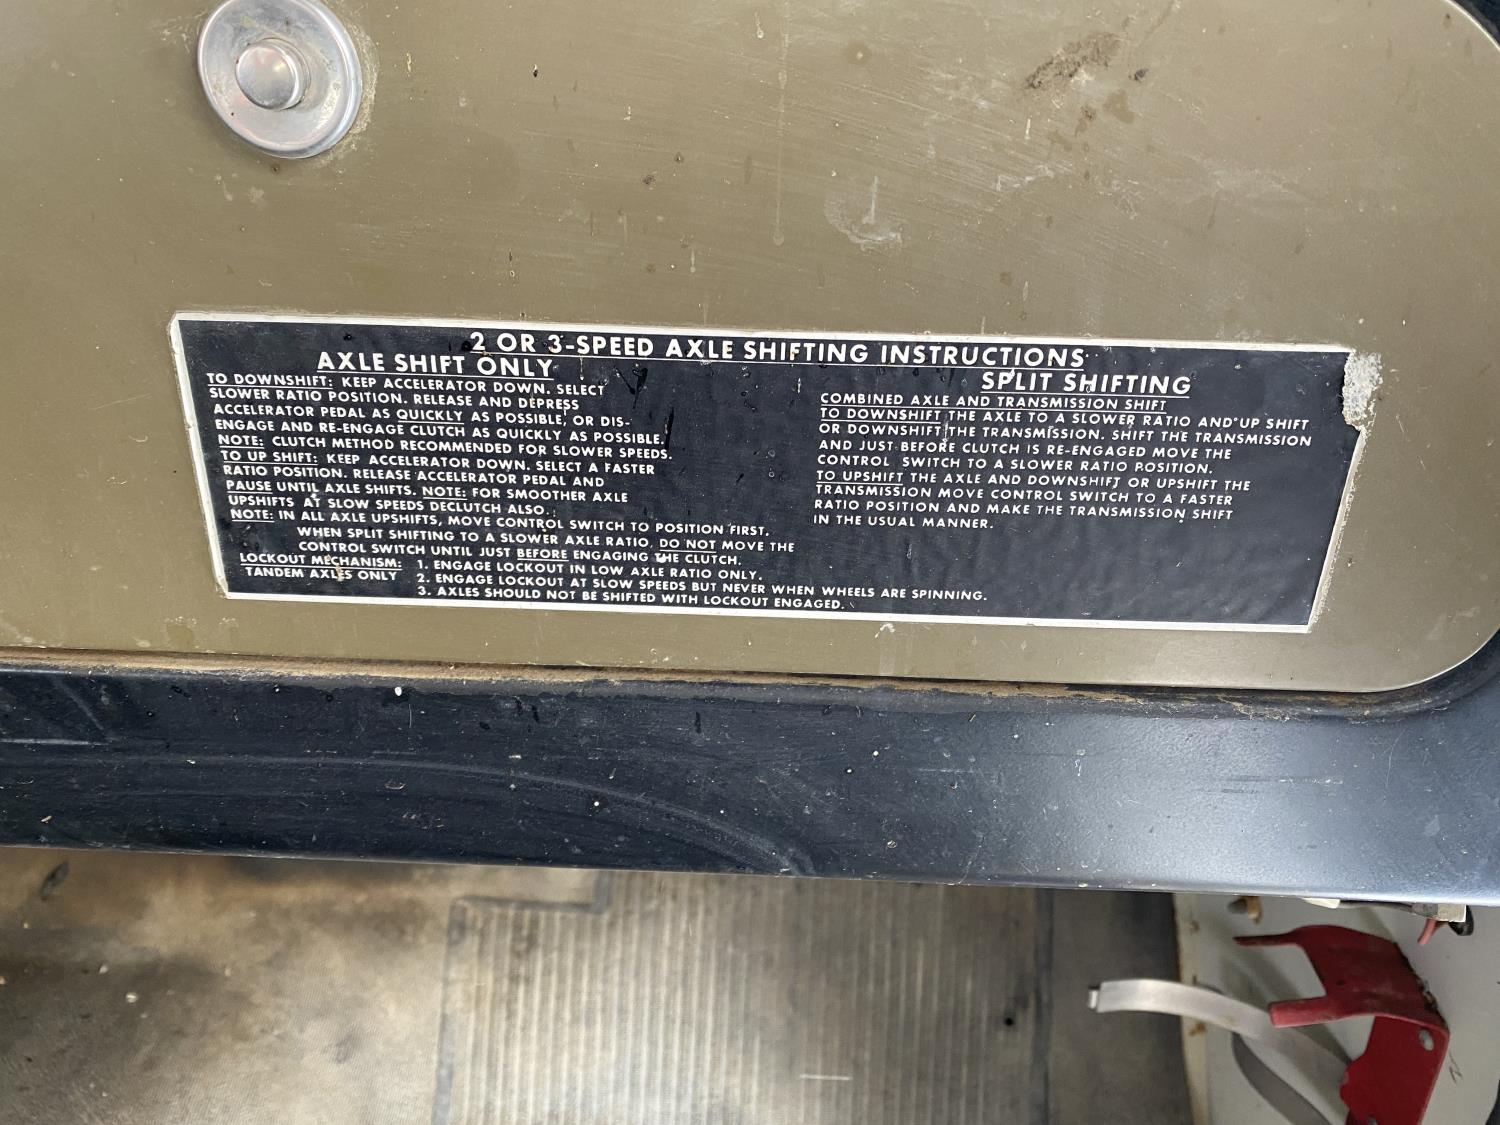 2 OR 3-SPEED AXLE SHIFTING INSTRUCTIONS
AXLE SHIFT ONLY
TO DOWNSHIFT: KEEP ACCELERATOR DOWN. SELECT
SLOWER RATIO POSITION. RELEASE AND DEPRESS
ACCELERATOR PEDAL AS QUICKLY AS POSSIBLE, OR DIS-
ENGAGE AND RE-ENGAGE CLUTCH AS QUICKLY AS POSSIBLE.
NOTE: CLUTCH METHOD RECOMMENDED FOR SLOWER SPEEDS.
TO UP SHIFT: KEEP ACCELERATOR DOWN. SELECT A FASTER
RATIO POSITION. RELEASE ACCELERATOR PEDAL AND
PAUSE UNTIL AXLE SHIFTS. NOTE: FOR SMOOTHER AXLE
UPSHIFTS AT SLOW SPEEDS DECLUTCH ALSO.
NOTE: IN ALL AXLE UPSHIFTS, MOVE CONTROL SWITCH TO POSITION FIRST.
WHEN SPLIT SHIFTING TO A SLOWER AXLE RATIO, DO NOT MOVE THE
CONTROL SWITCH UNTIL JUST BEFORE ENGAGING THE CLUTCH.
LOCKOUT MECHANISM: 1. ENGAGE LOCKOUT IN LOW AXLE RATIO ONLY.
TANDEM AXLES ONLY 2. ENGAGE LOCKOUT AT SLOW SPEEDS BUT NEVER WHEN WHEELS ARE SPINNING.
3. AXLES SHOULD NOT BE SHIFTED WITH LOCKOUT ENGAGED.
SPLIT SHIFTING
COMBINED AXLE AND TRANSMISSION SHIFT
TO DOWNSHIFT THE AXLE TO A SLOWER RATIO AND UP SHIFT
OR DOWNSHIFT THE TRANSMISSION. SHIFT THE TRANSMISSION
AND JUST BEFORE CLUTCH IS RE-ENGAGED MOVE THE
CONTROL SWITCH TO A SLOWER RATIO POSITION.
TO UPSHIFT THE AXLE AND DOWNSHIFT OR UPSHIFT THE
TRANSMISSION MOVE CONTROL SWITCH TO A FASTER
RATIO POSITION AND MAKE THE TRANSMISSION SHIFT
IN THE USUAL MANNER.